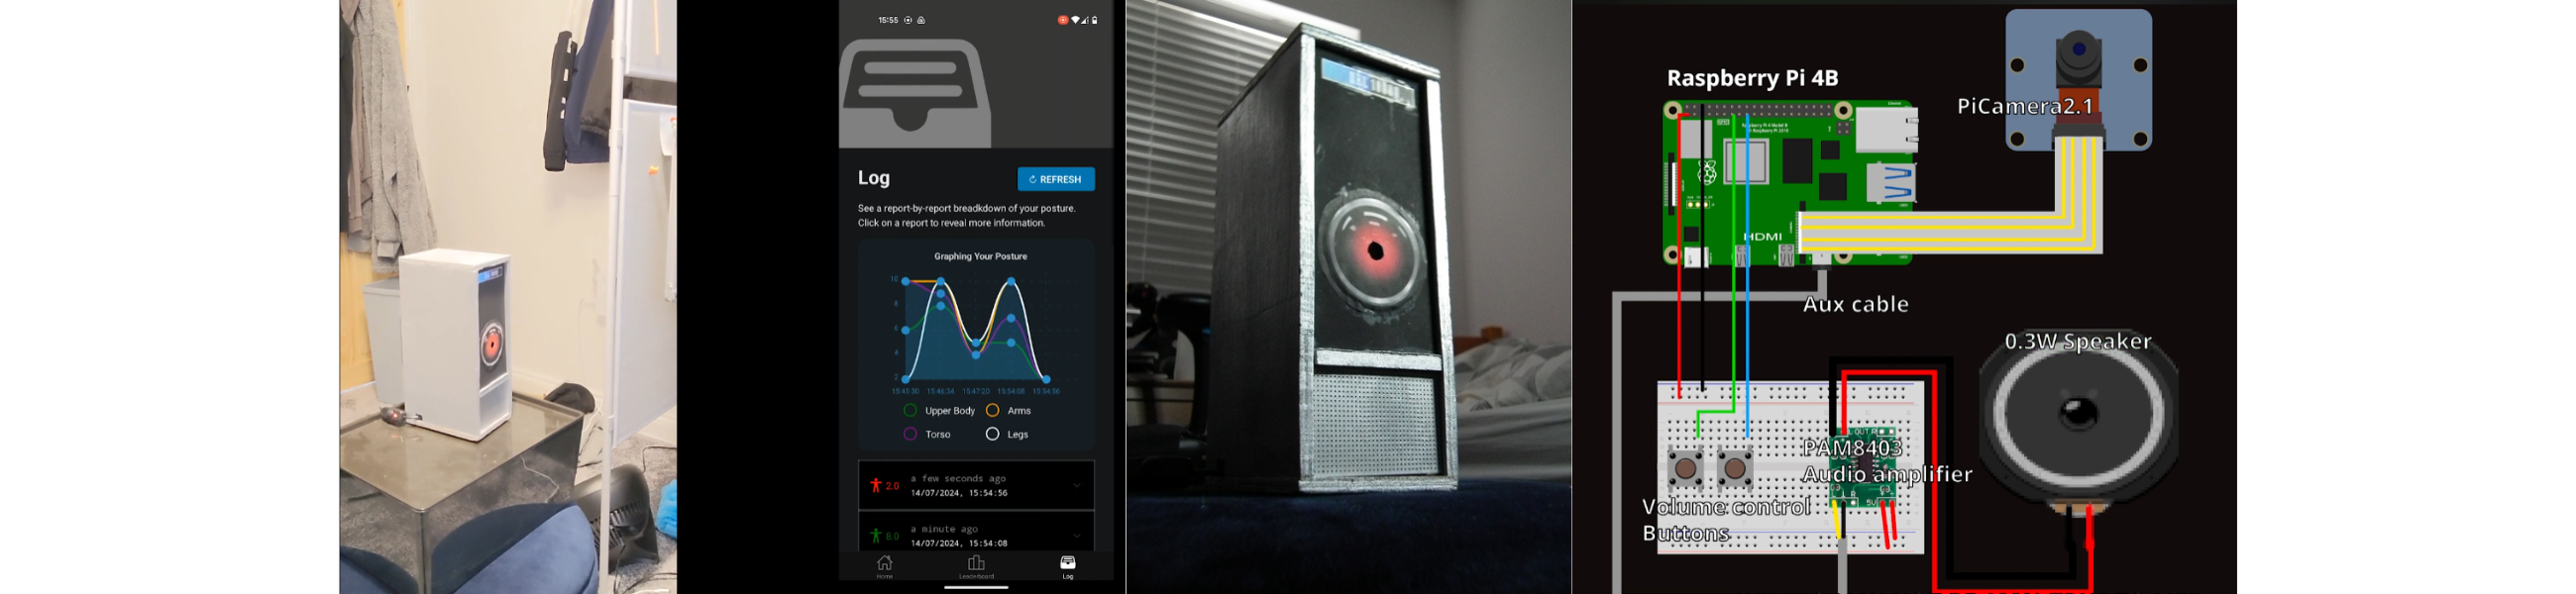 15:55
Log
REFRESH
See a report-by-report breakdown of your posture.
Click on a report to reveal more information.
Graphing Your Posture
10
8
6
4
2
15:45:30 15:46:34 15:47:20 15:54:08 15:54:56
Upper Body
Arms
Torso
Legs
2.0
a few seconds ago
14/07/2024, 15:54:56
8.0
a minute ago
14/07/2024, 15:54:08
Home
Leaderboard
Log
Raspberry Pi 4B
PiCamera2.1
HDMI
Aux cable
0.3W Speaker
PAM8403
Audio amplifier
Volume control
Buttons